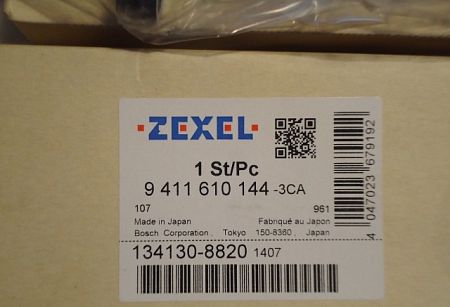 ZEXEL
1 St/Pc
9 411 610 144 -3CA
107 961
Made in Japan Fabriqué au Japon
Bosch Corporation, Tokyo 150-8360, Japan
134130-8820 1407
4 047023 679192